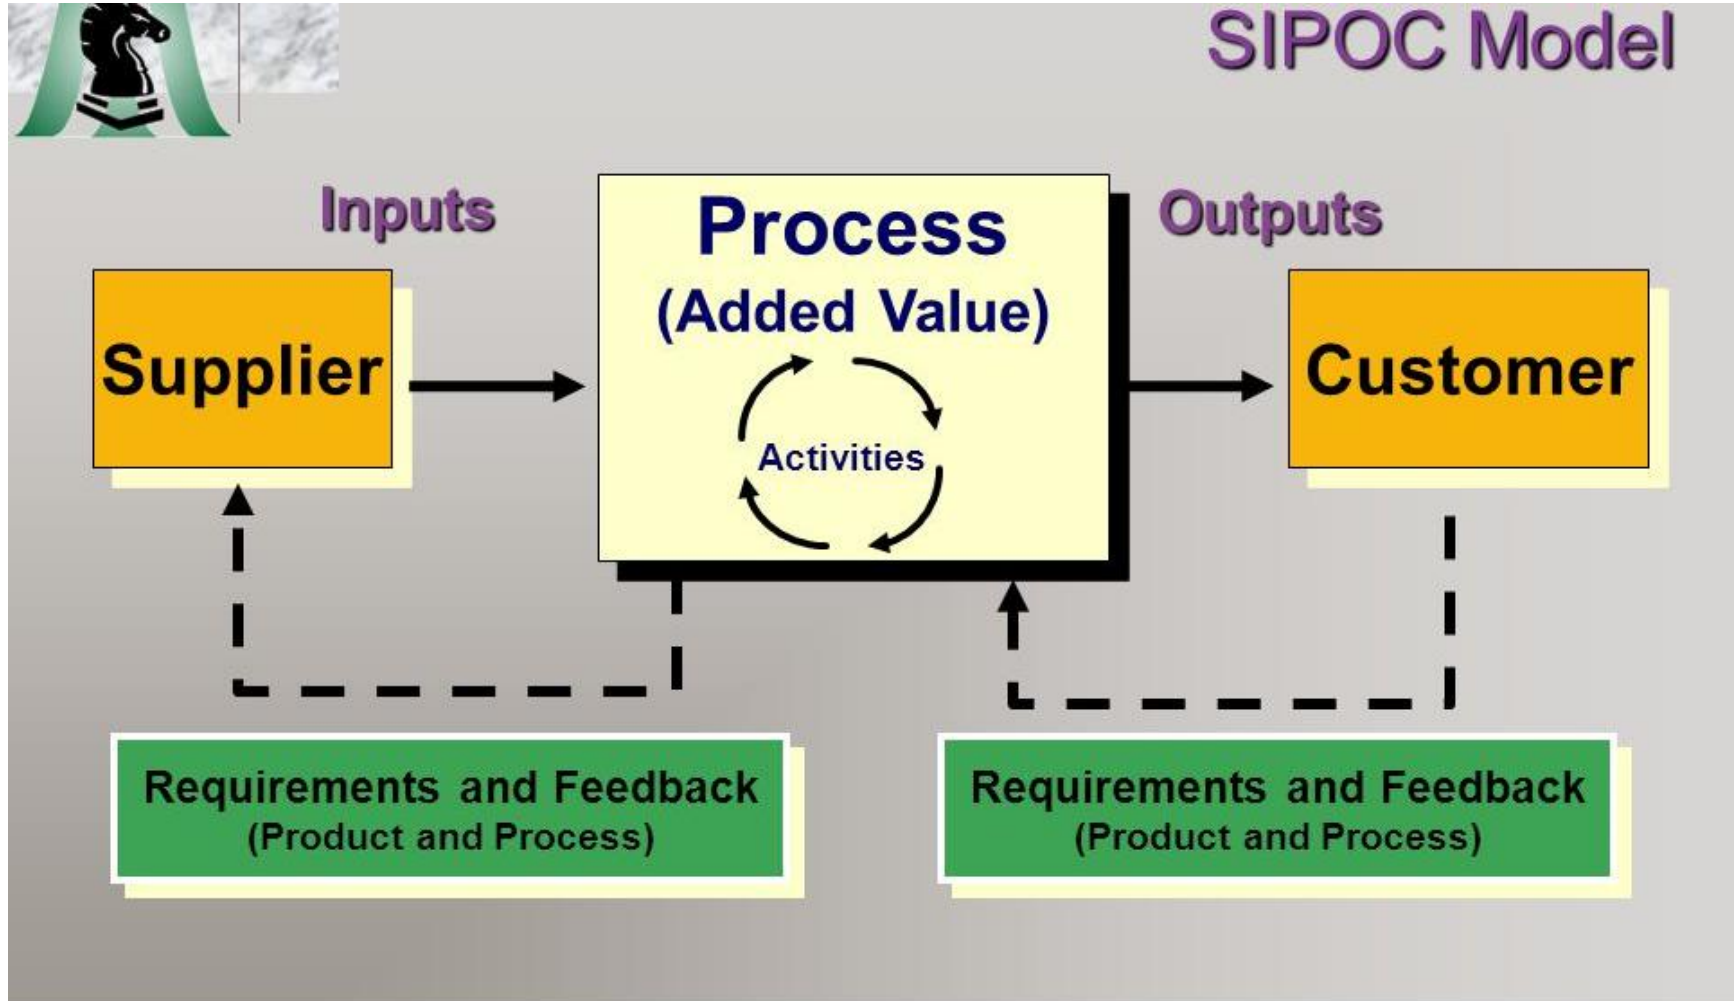 SIPOC Model
Inputs
Process
Outputs
(Added Value)
Supplier
Customer
Activities
Requirements and Feedback
(Product and Process)
Requirements and Feedback
(Product and Process)